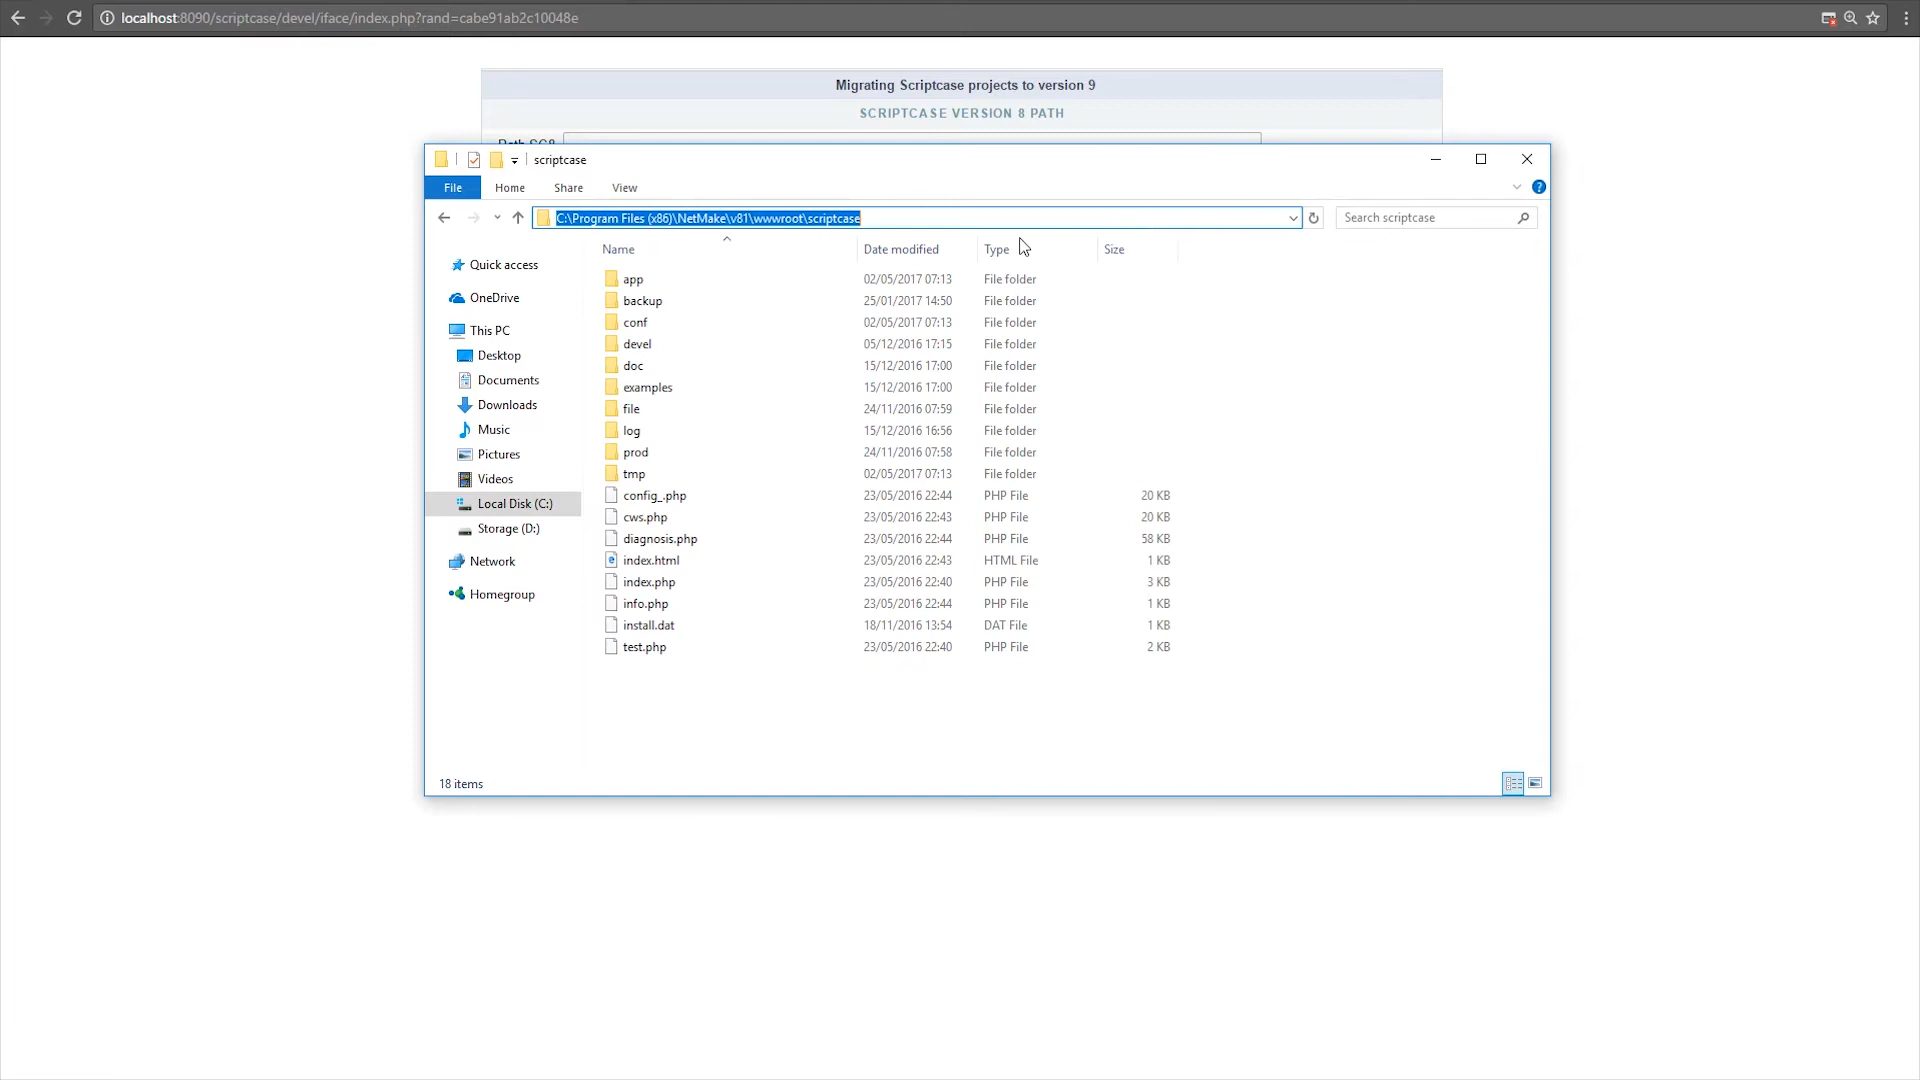 localhost:8090/scriptcase/devel/iface/index.php?rand=cabe91ab2c10048e
Migrating Scriptcase projects to version 9
SCRIPTCASE VERSION 8 PATH
Path SC8
scriptcase
File Home Share View
C:\Program Files (x86)\NetMake\v81\wwwroot\scriptcase
Search scriptcase
Name Date modified Type Size
Quick access
OneDrive
This PC
Desktop
Documents
Downloads
Music
Pictures
Videos
Local Disk (C:)
Storage (D:)
Network
Homegroup
app 02/05/2017 07:13 File folder
backup 25/01/2017 14:50 File folder
conf 02/05/2017 07:13 File folder
devel 05/12/2016 17:15 File folder
doc 15/12/2016 17:00 File folder
examples 15/12/2016 17:00 File folder
file 24/11/2016 07:59 File folder
log 15/12/2016 16:56 File folder
prod 24/11/2016 07:58 File folder
tmp 02/05/2017 07:13 File folder
config_.php 23/05/2016 22:44 PHP File 20 KB
cws.php 23/05/2016 22:43 PHP File 20 KB
diagnosis.php 23/05/2016 22:44 PHP File 58 KB
index.html 23/05/2016 22:43 HTML File 1 KB
index.php 23/05/2016 22:40 PHP File 3 KB
info.php 23/05/2016 22:44 PHP File 1 KB
install.dat 18/11/2016 13:54 DAT File 1 KB
test.php 23/05/2016 22:40 PHP File 2 KB
18 items